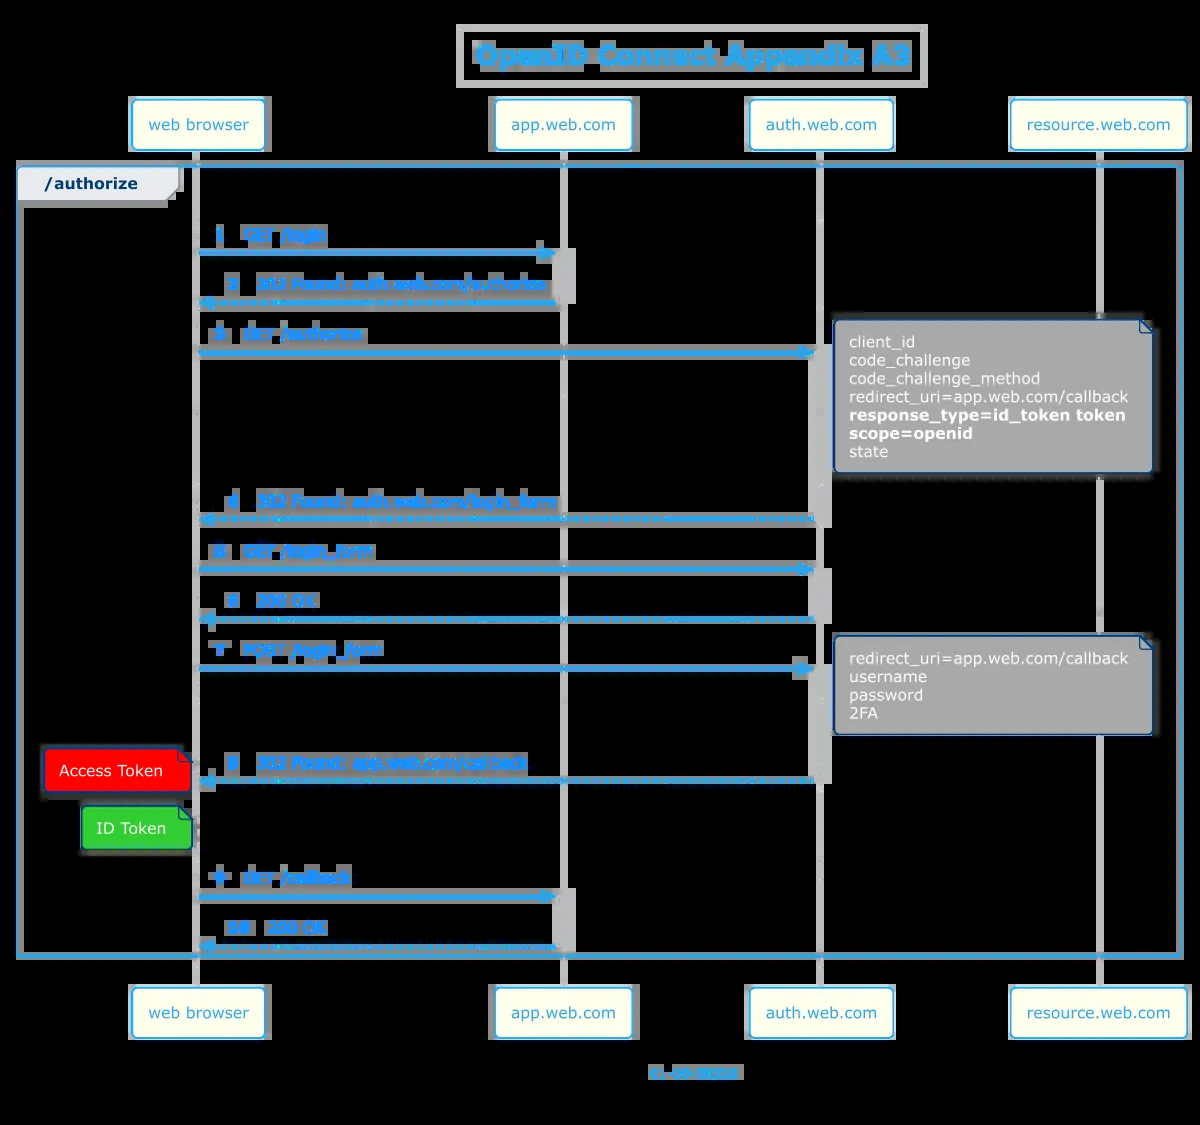 OpenID Connect Appendix A3
web browser
app.web.com
auth.web.com
resource.web.com
/authorize
1 GET /login
2 302 Found: auth.web.com/authorize
3 GET /authorize
client_id
code_challenge
code_challenge_method
redirect_uri=app.web.com/callback
response_type=id_token token
scope=openid
state
4 302 Found: auth.web.com/login_form
5 GET /login_form
6 200 OK
7 POST /login_form
redirect_uri=app.web.com/callback
username
password
2FA
8 302 Found: app.web.com/callback
Access Token
ID Token
9 GET /callback
10 200 OK
web browser
app.web.com
auth.web.com
resource.web.com